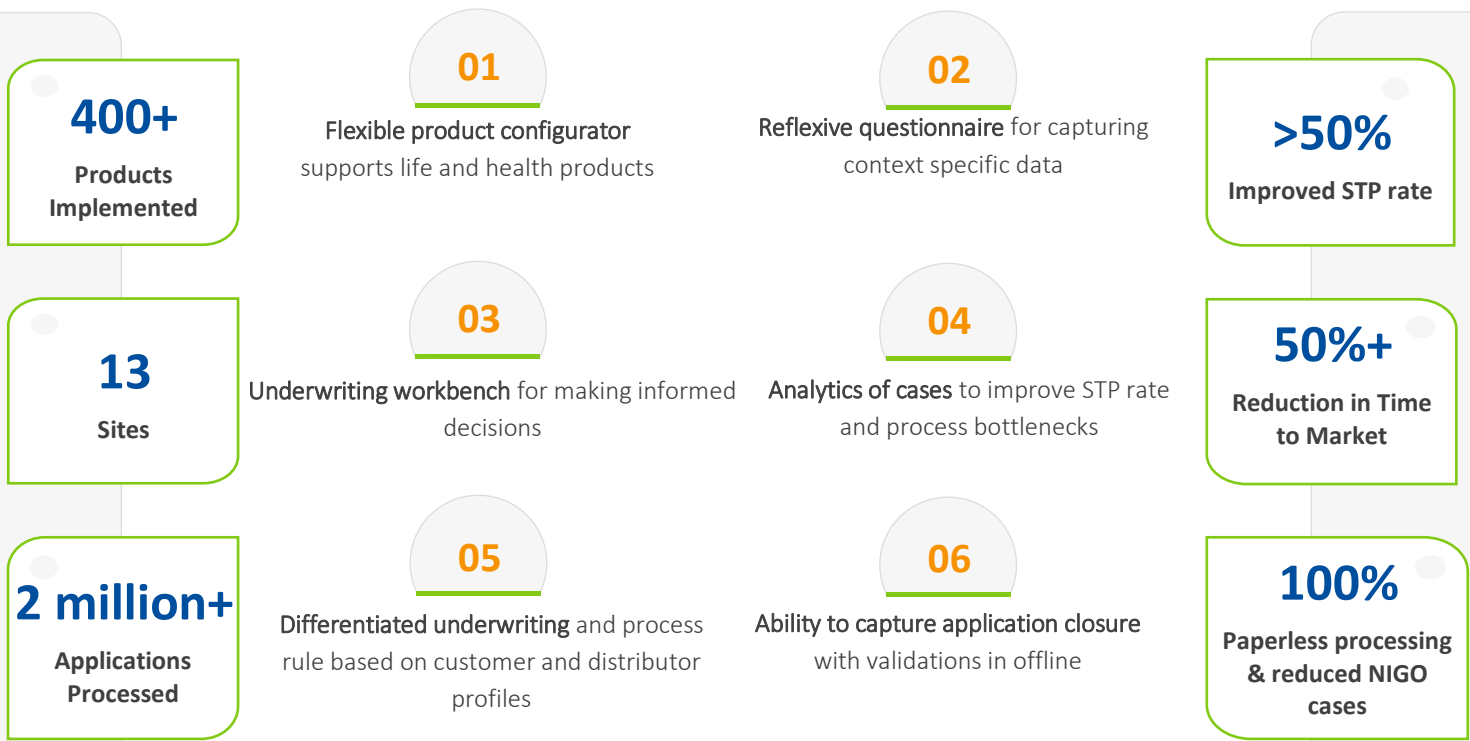 400+
Products
Implemented
13
Sites
2 million+
Applications
Processed
01
Flexible product configurator
supports life and health products
02
Reflexive questionnaire for capturing
context specific data
03
Underwriting workbench for making informed
decisions
04
Analytics of cases to improve STP rate
and process bottlenecks
05
Differentiated underwriting and process
rule based on customer and distributor
profiles
06
Ability to capture application closure
with validations in offline
>50%
Improved STP rate
50%+
Reduction in Time
to Market
100%
Paperless processing
& reduced NIGO
cases